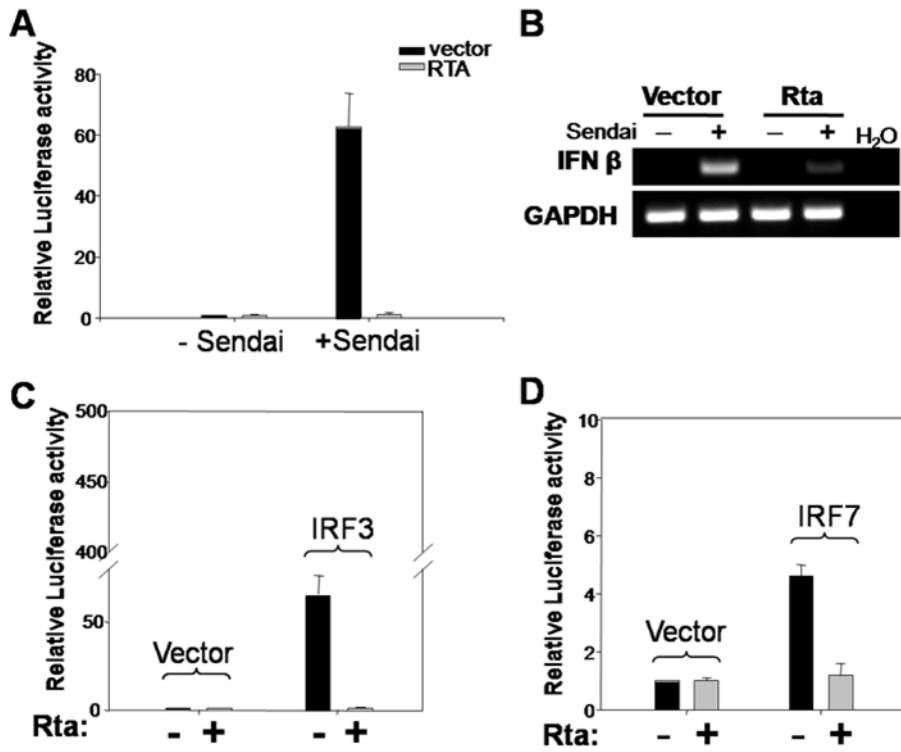 A
Relative Luciferase activity
80
60
40
20
0
vector
RTA
- Sendai
+Sendai
B
Vector
Rta
Sendai
– + – + H₂O
IFN β
GAPDH
C
Relative Luciferase activity
500
450
400
50
0
Vector
IRF3
Rta: - + - +
D
Relative Luciferase activity
10
8
6
4
2
0
Vector
IRF7
Rta: - + - +